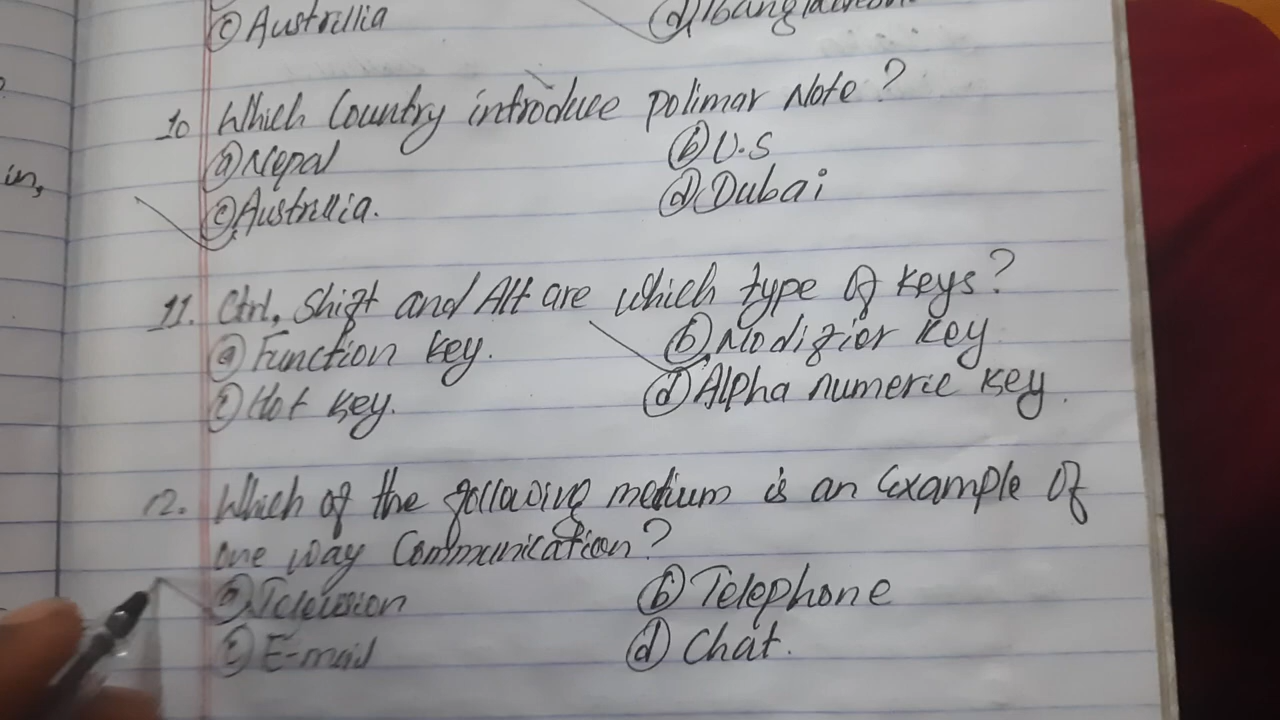 ⓒ Austrillia
10 Which Country introduce polimar Note?
ⓐ Nepal ⓑ U.S
ⓒ Austrillia. ⓓ Dubai
11. Ctrl, Shift and Alt are which type of keys?
ⓐ Function key. ⓑ Modifier key
ⓒ Hot key. ⓓ Alpha numeric key.
12. Which of the following medium is an Example of
one way Communication?
ⓐ Television ⓑ Telephone
ⓒ E-mail ⓓ Chat.
in,